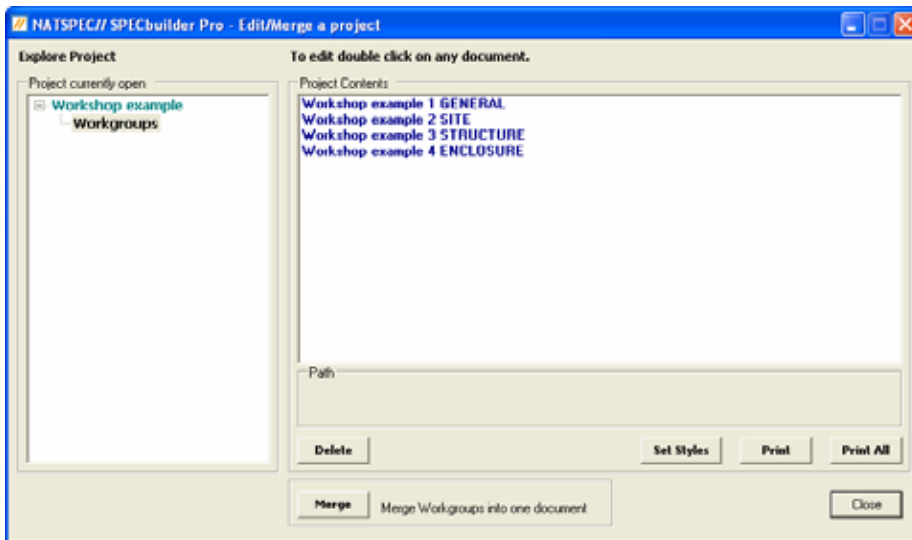 NATSPEC// SPECbuilder Pro - Edit/Merge a project
Explore Project
To edit double click on any document.
Project currently open
Project Contents
Workshop example
Workgroups
Workshop example 1 GENERAL
Workshop example 2 SITE
Workshop example 3 STRUCTURE
Workshop example 4 ENCLOSURE
Path
Delete
Set Styles
Print
Print All
Merge
Merge Workgroups into one document
Close